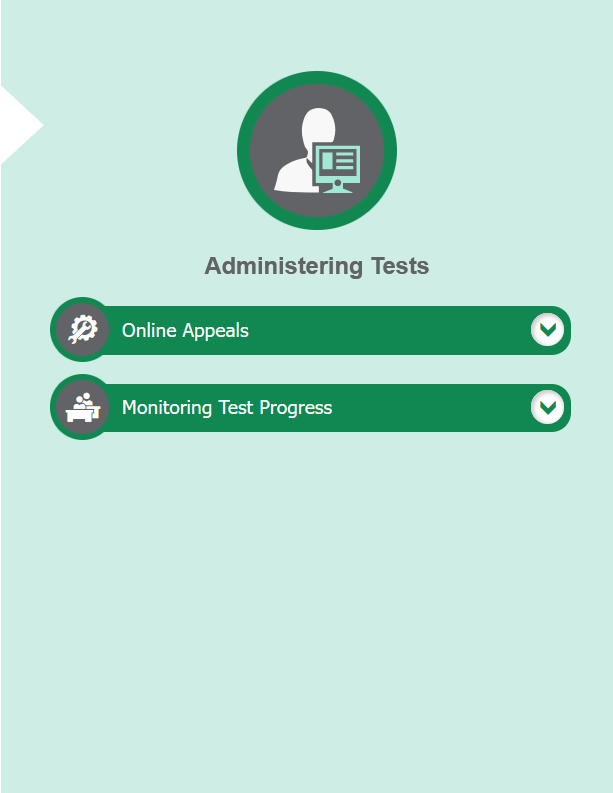 Administering Tests
Online Appeals
Monitoring Test Progress